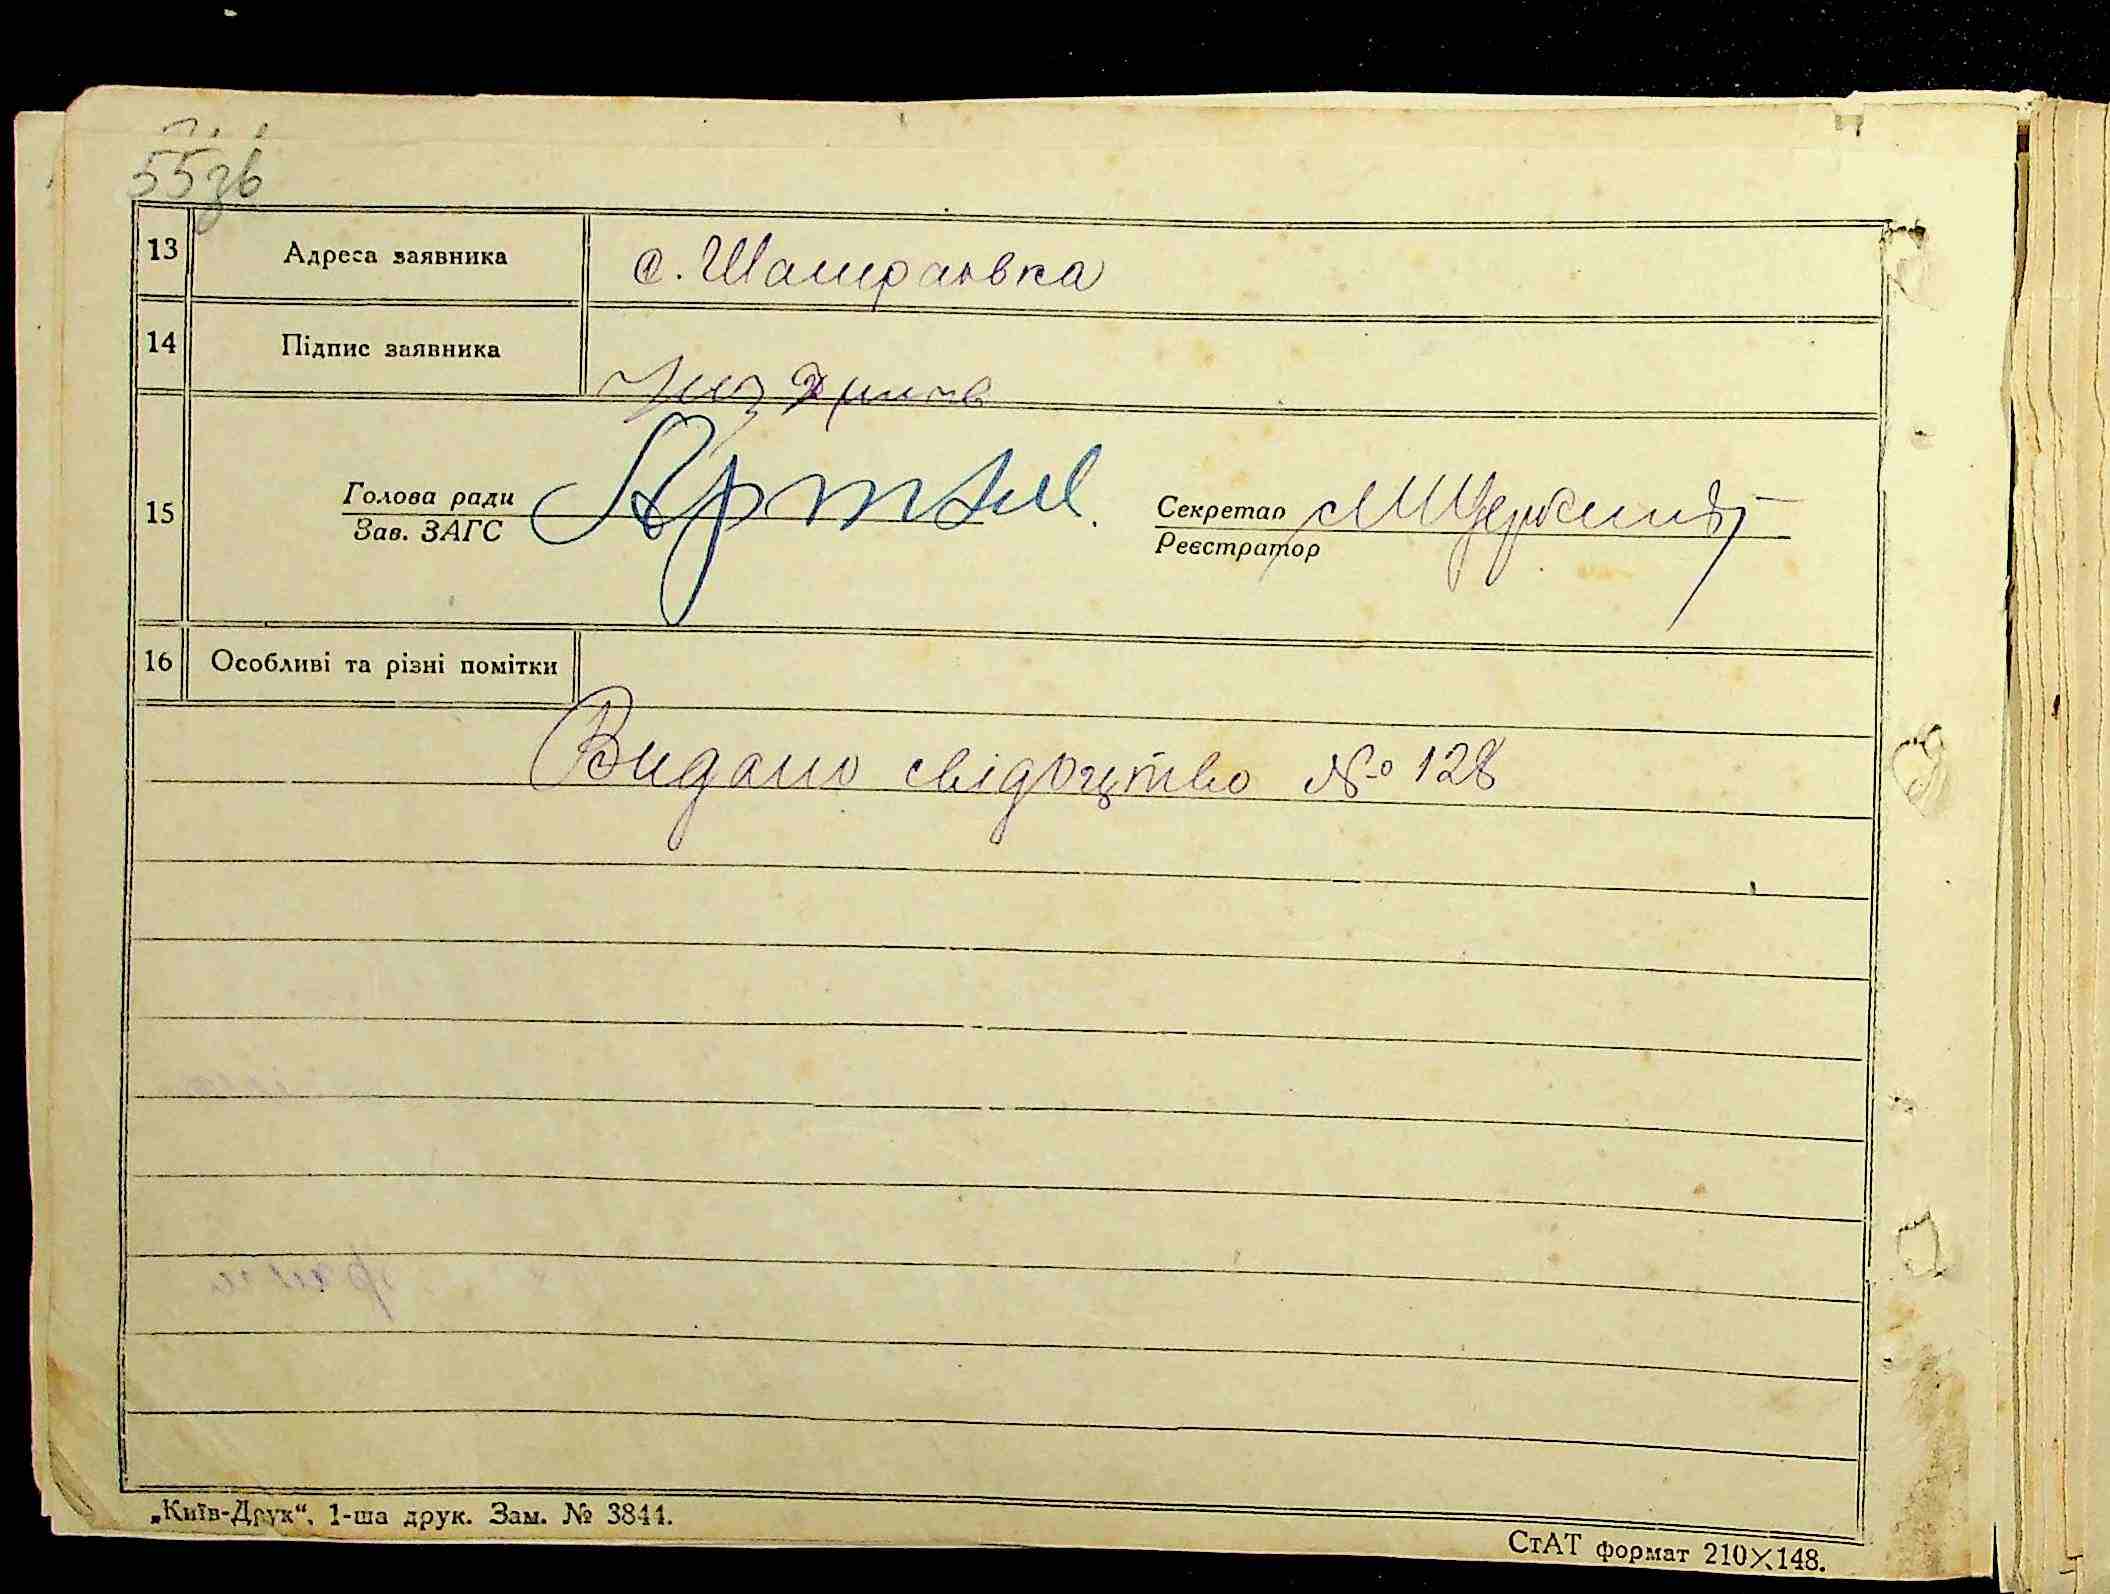 55зв
13 Адреса заявника с. Шамраївка
14 Підпис заявника
Голова ради Секретар
15
Зав. ЗАГС Реєстратор
16 Особливі та різні помітки
Видано свідоцтво № 128
„Київ-Друк“, 1-ша друк. Зам. № 3844.
СтАТ формат 210×148.